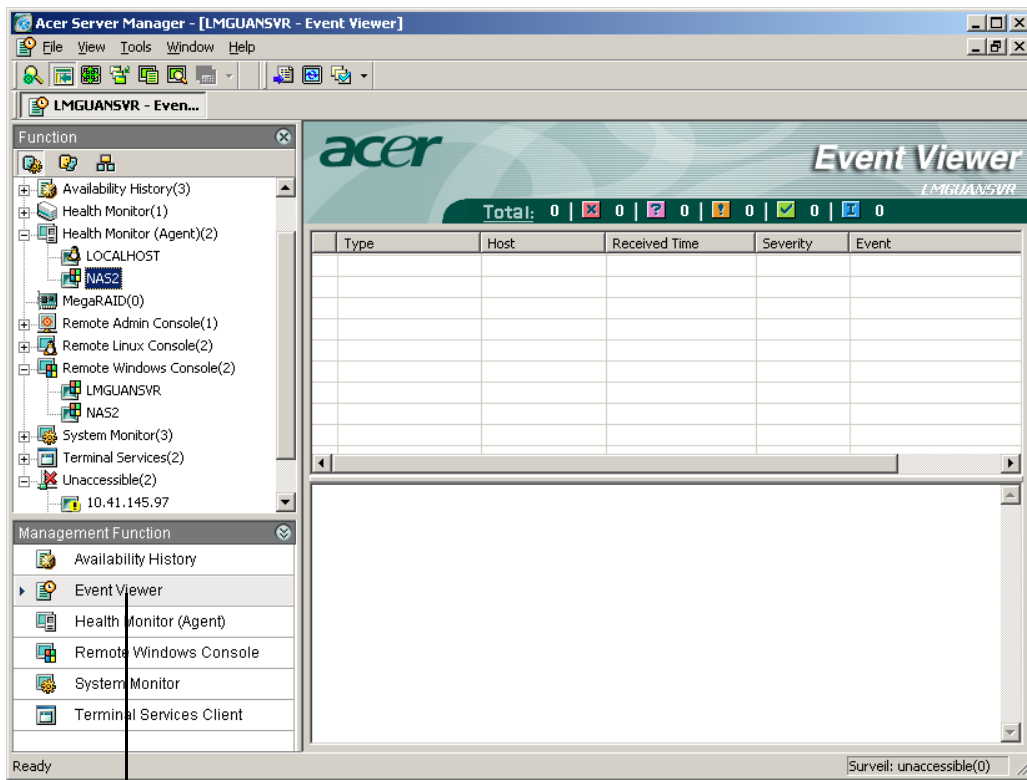 Acer Server Manager - [LMGUANSVR - Event Viewer]
File View Tools Window Help
LMGUANSVR - Even...
Function
Availability History(3)
Health Monitor(1)
Health Monitor (Agent)(2)
LOCALHOST
NAS2
MegaRAID(0)
Remote Admin Console(1)
Remote Linux Console(2)
Remote Windows Console(2)
LMGUANSVR
NAS2
System Monitor(3)
Terminal Services(2)
Unaccessible(2)
10.41.145.97
Management Function
Availability History
Event Viewer
Health Monitor (Agent)
Remote Windows Console
System Monitor
Terminal Services Client
acer
Event Viewer
LMGUANSVR
Total: 0 | 0 | 0 | 0 | 0 | 0
Type Host Received Time Severity Event
Ready
Surveil: unaccessible(0)